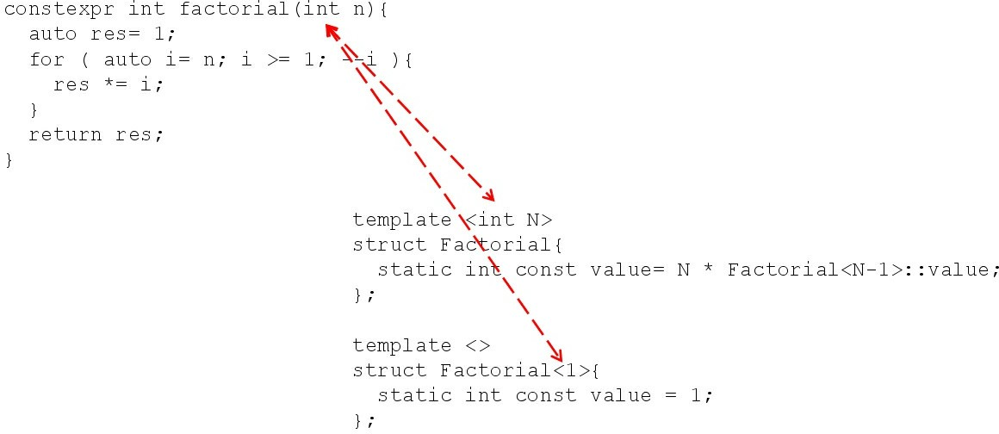 constexpr int factorial(int n){
  auto res= 1;
  for ( auto i= n; i >= 1; --i ){
    res *= i;
  }
  return res;
}
template <int N>
struct Factorial{
  static int const value= N * Factorial<N-1>::value;
};
template <>
struct Factorial<1>{
  static int const value = 1;
};